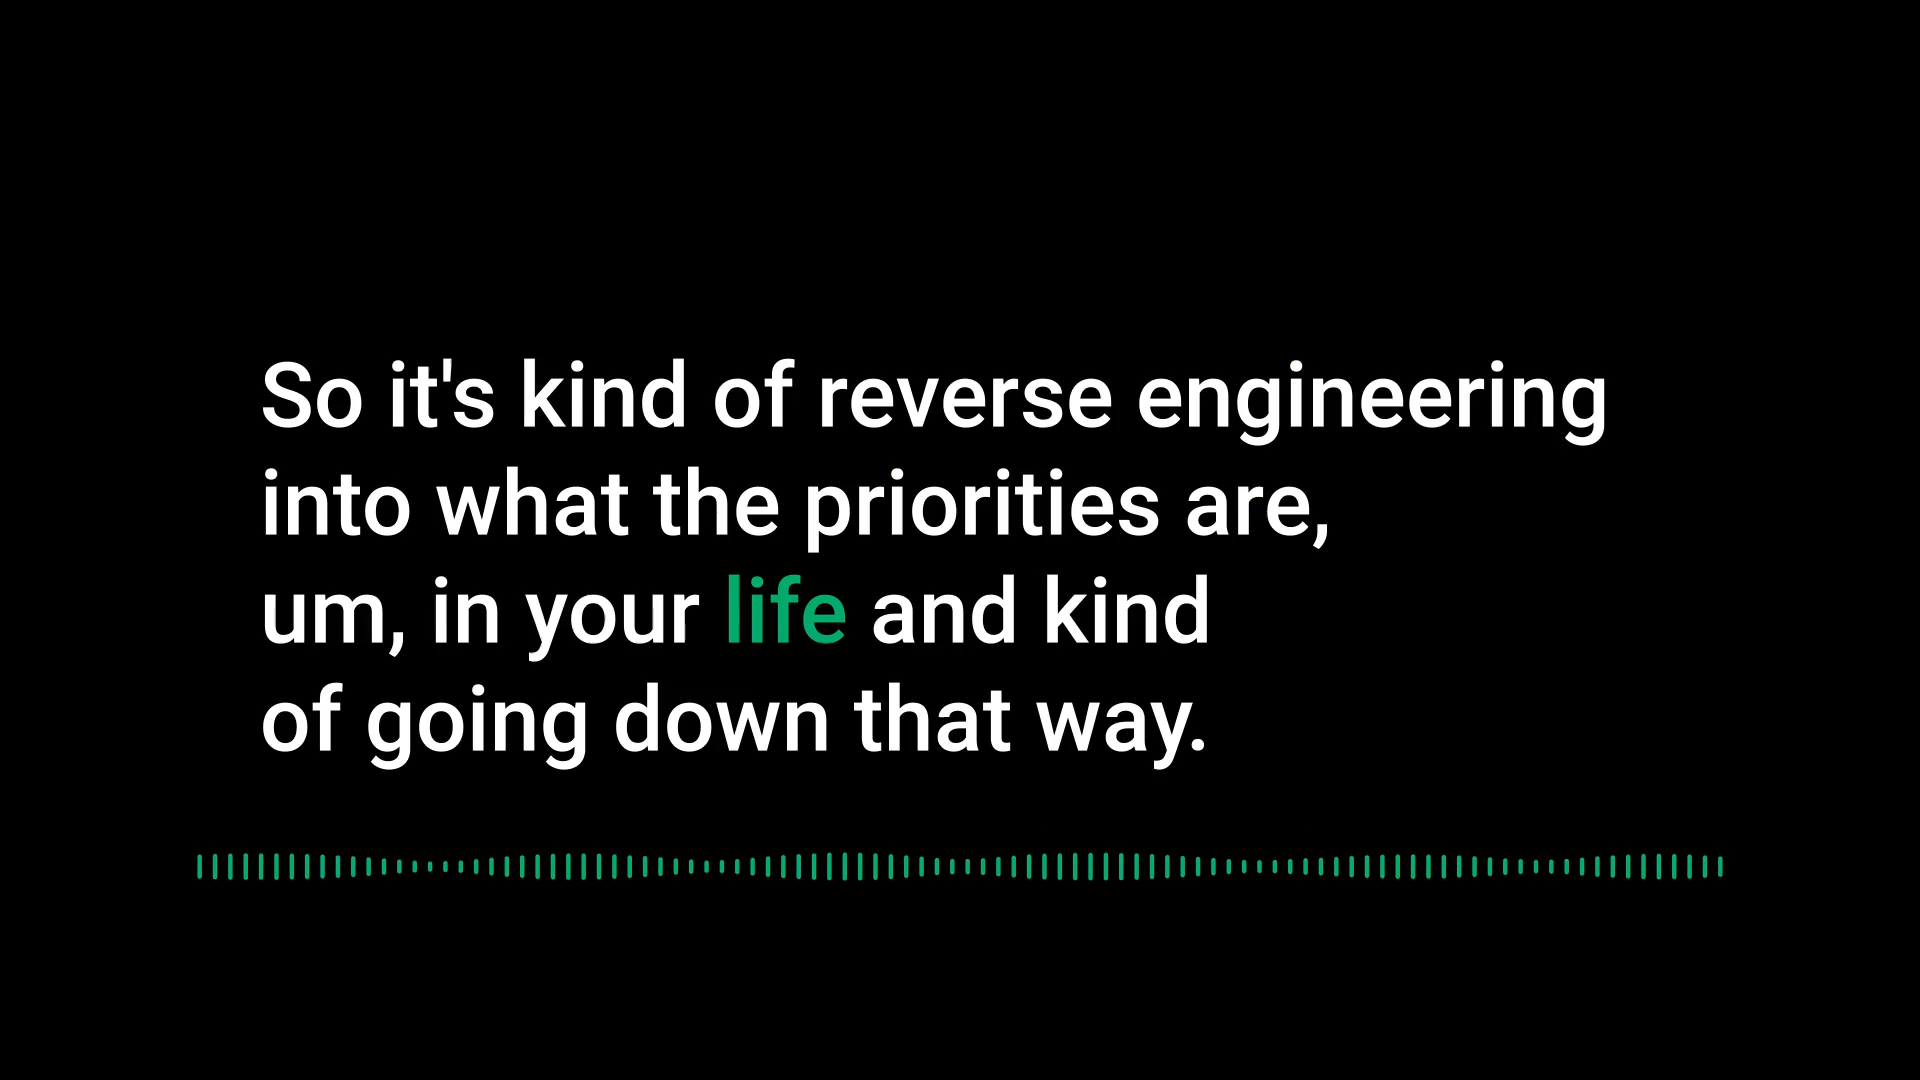 So it's kind of reverse engineering
into what the priorities are,
um, in your life and kind
of going down that way.